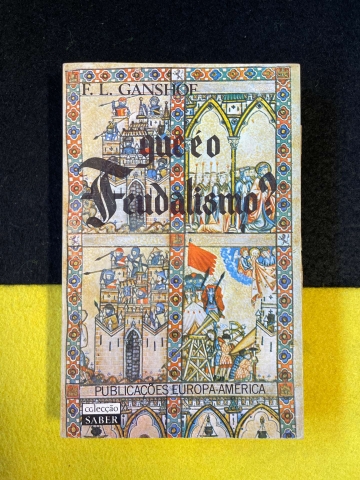 F. L. GANSHOF
que é o
Feudalismo?
PUBLICAÇÕES EUROPA-AMÉRICA
colecção
SABER